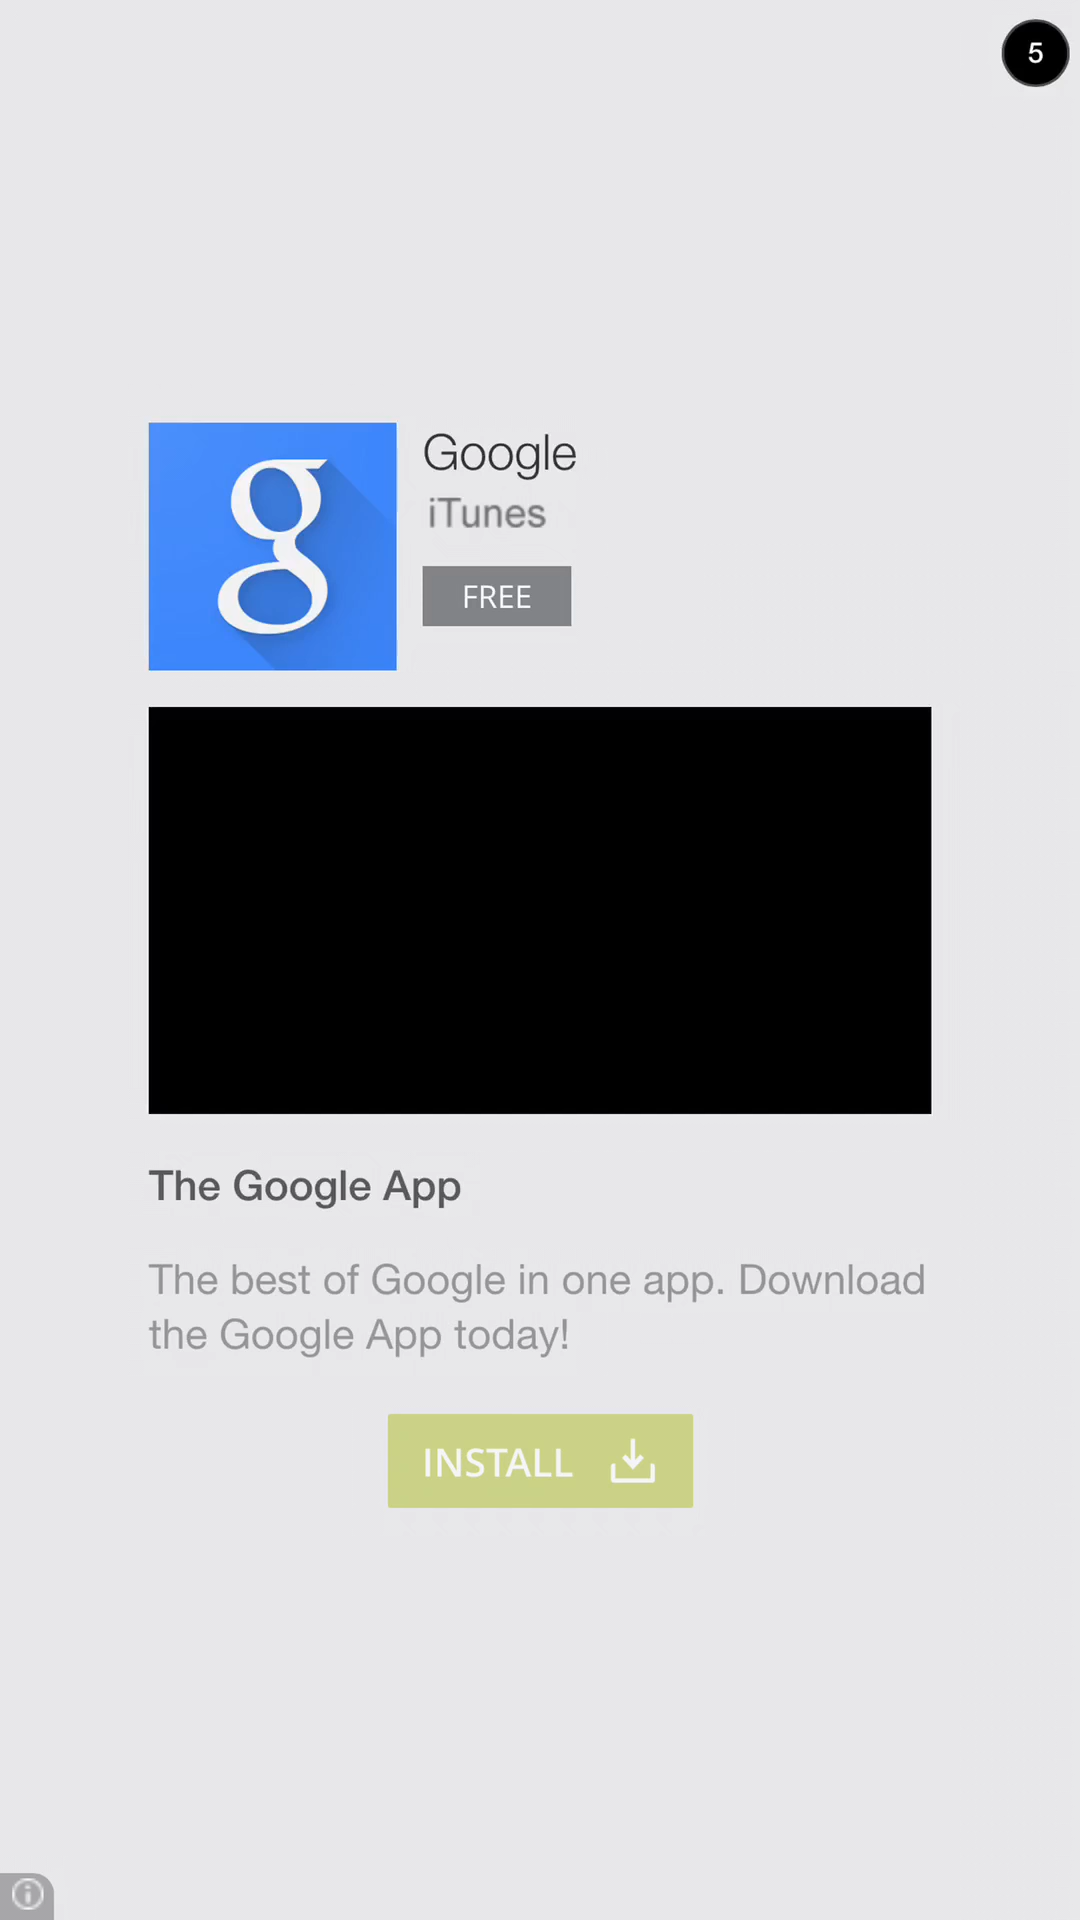 5
g
Google
iTunes
FREE
The Google App
The best of Google in one app. Download
the Google App today!
INSTALL